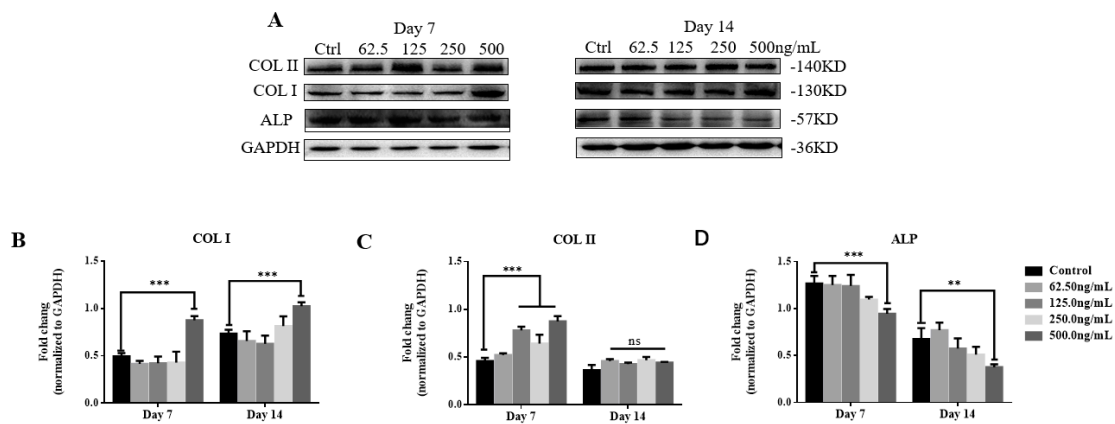 A
Day 7
Day 14
Ctrl 62.5 125 250 500
Ctrl 62.5 125 250 500ng/mL
COL II
-140KD
COL I
-130KD
ALP
-57KD
GAPDH
-36KD
B
COL I
Fold chang
(normalized to GAPDH)
1.5
1.0
0.5
0.0
***
***
Day 7
Day 14
C
COL II
Fold chang
(normalized to GAPDH)
1.5
1.0
0.5
0.0
***
ns
Day 7
Day 14
D
ALP
Fold chang
(normalized to GAPDH)
1.5
1.0
0.5
0.0
***
**
Day 7
Day 14
Control
62.50ng/mL
125.0ng/mL
250.0ng/mL
500.0ng/mL